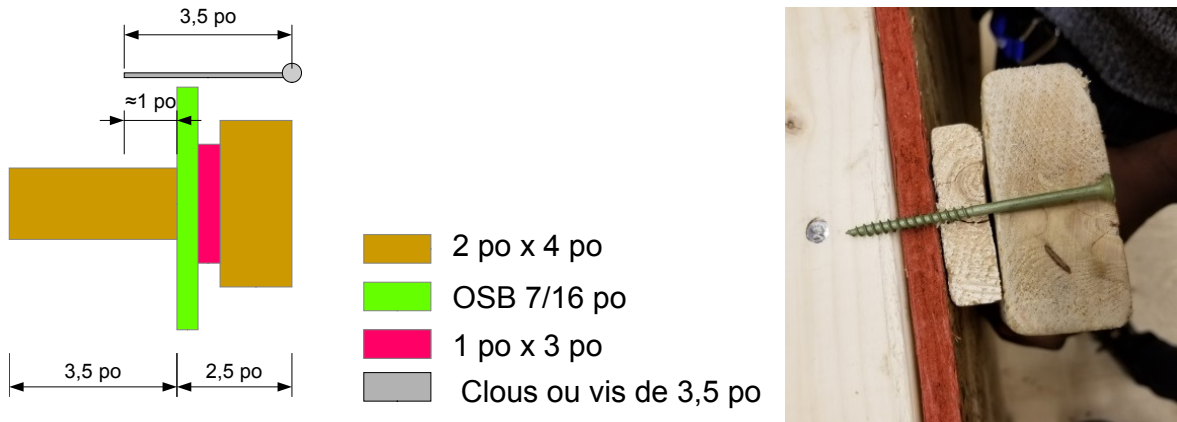 3,5 po
≈1 po
3,5 po
2,5 po
2 po x 4 po
OSB 7/16 po
1 po x 3 po
Clous ou vis de 3,5 po